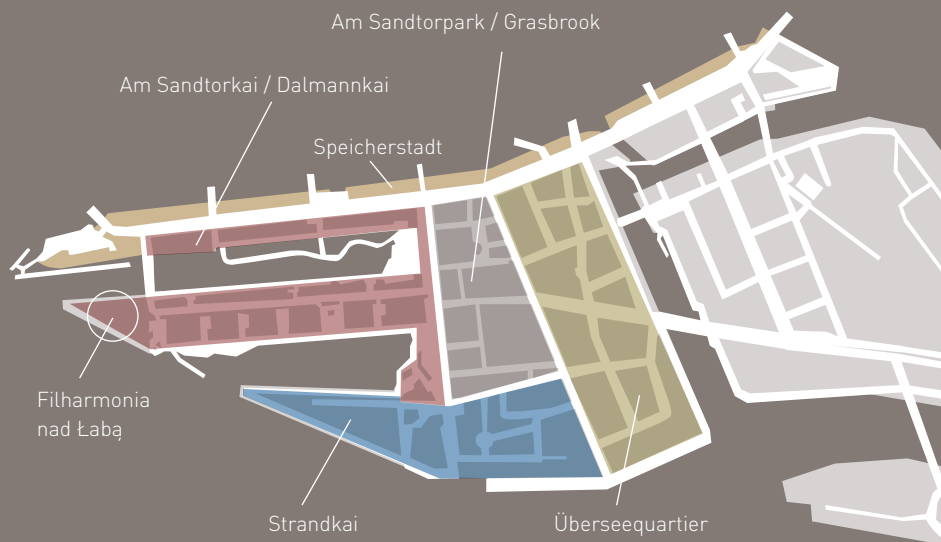 Am Sandtorpark / Grasbrook
Am Sandtorkai / Dalmannkai
Speicherstadt
Filharmonia
nad Łabą
Strandkai
Überseequartier